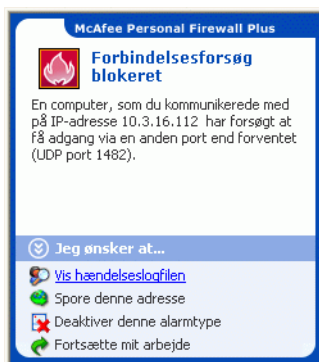 McAfee Personal Firewall Plus
Forbindelsesforsøg
blokeret
En computer, som du kommunikerede med
på IP-adresse 10.3.16.112 har forsøgt at
få adgang via en anden port end forventet
(UDP port 1482).
Jeg ønsker at...
Vis hændelseslogfilen
Spore denne adresse
Deaktiver denne alarmtype
Fortsætte mit arbejde